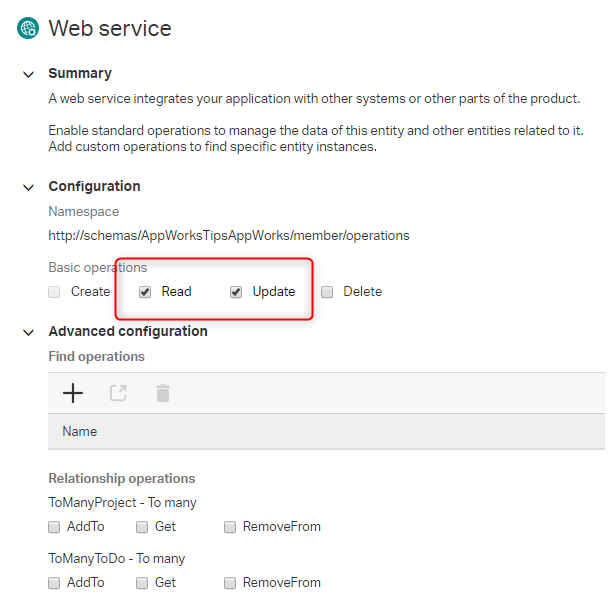 Web service
Summary
A web service integrates your application with other systems or other parts of the product.
Enable standard operations to manage the data of this entity and other entities related to it.
Add custom operations to find specific entity instances.
Configuration
Namespace
http://schemas/AppWorksTipsAppWorks/member/operations
Basic operations
Create Read Update Delete
Advanced configuration
Find operations
Name
Relationship operations
ToManyProject - To many
AddTo Get RemoveFrom
ToManyToDo - To many
AddTo Get RemoveFrom